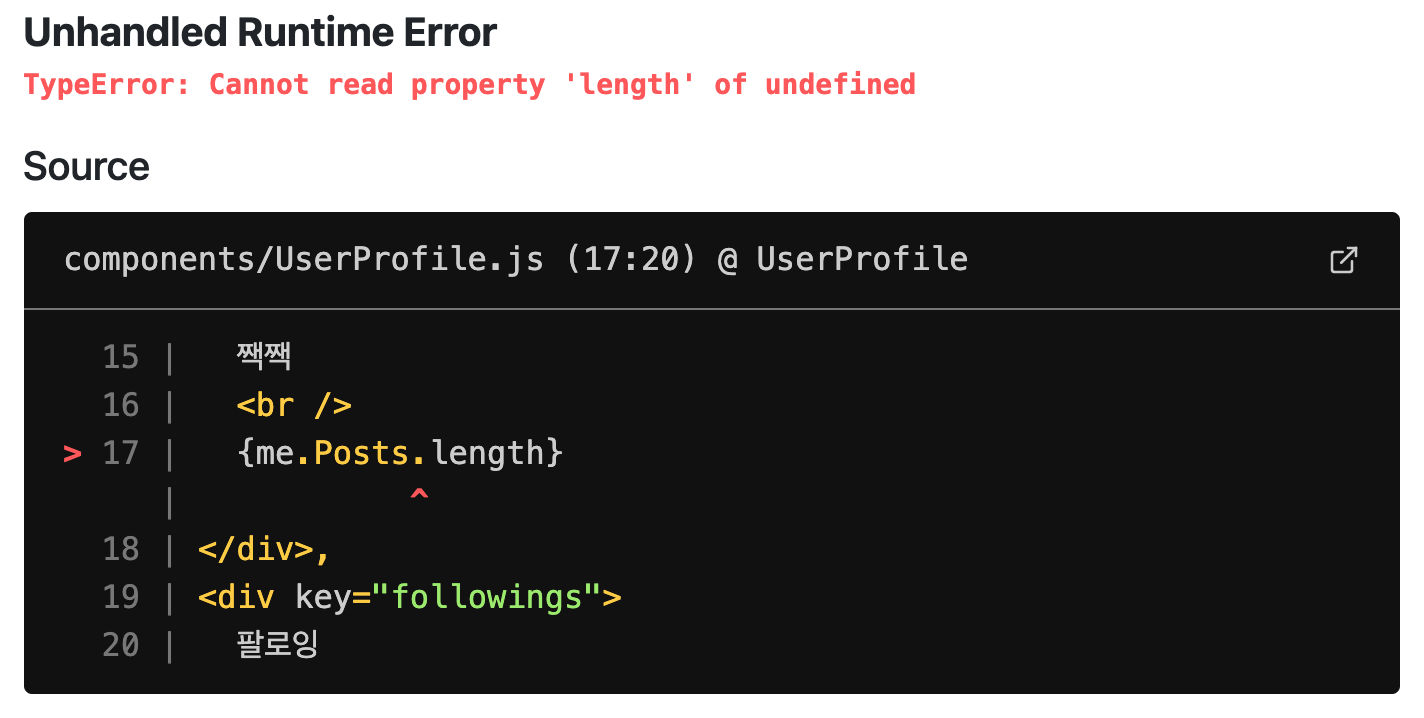 Unhandled Runtime Error
TypeError: Cannot read property 'length' of undefined
Source
components/UserProfile.js (17:20) @ UserProfile
15 | 짹짹
16 | <br />
> 17 | {me.Posts.length}
| ^
18 | </div>,
19 | <div key="followings">
20 | 팔로잉